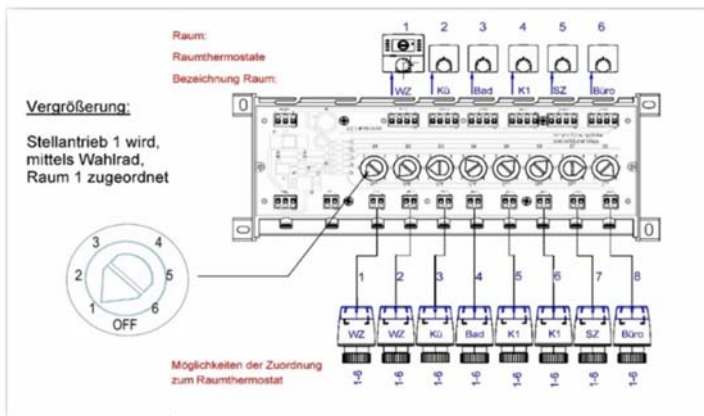 Raum:
1 2 3 4 5 6
Raumthermostate
Bezeichnung Raum:
WZ Kü Bad K1 SZ Büro
Vergrößerung:
Stellantrieb 1 wird,
mittels Wahlrad,
Raum 1 zugeordnet
3 4
2 5
1 6
OFF
1 2 3 4 5 6 7 8
WZ WZ Kü Bad K1 K1 SZ Büro
Möglichkeiten der Zuordnung
zum Raumthermostat
1-6 1-6 1-6 1-6 1-6 1-6 1-6 1-6